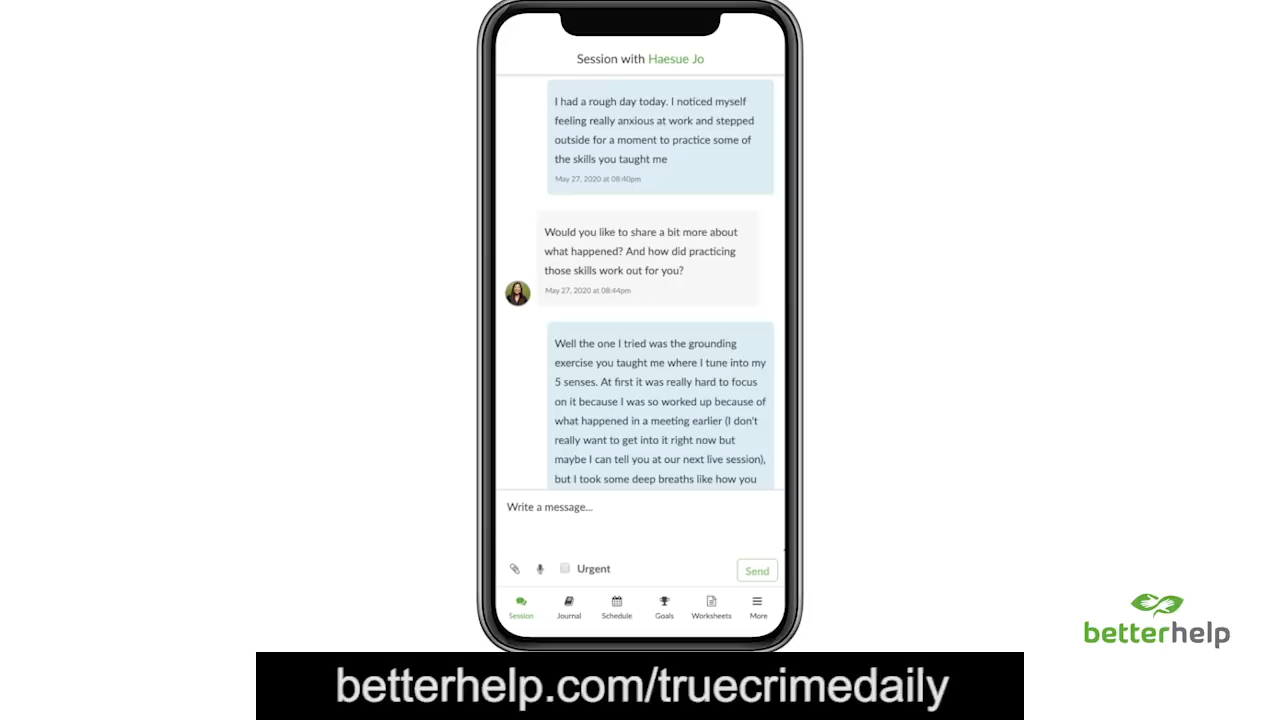 Session with Haesue Jo
I had a rough day today. I noticed myself
feeling really anxious at work and stepped
outside for a moment to practice some of
the skills you taught me
May 27, 2020 at 08:40pm
Would you like to share a bit more about
what happened? And how did practicing
those skills work out for you?
May 27, 2020 at 08:44pm
Well the one I tried was the grounding
exercise you taught me where I tune into my
5 senses. At first it was really hard to focus
on it because I was so worked up because of
what happened in a meeting earlier (I don't
really want to get into it right now but
maybe I can tell you at our next live session),
but I took some deep breaths like how you
Write a message...
Urgent
Send
Session Journal Schedule Goals Worksheets More
betterhelp
betterhelp.com/truecrimedaily